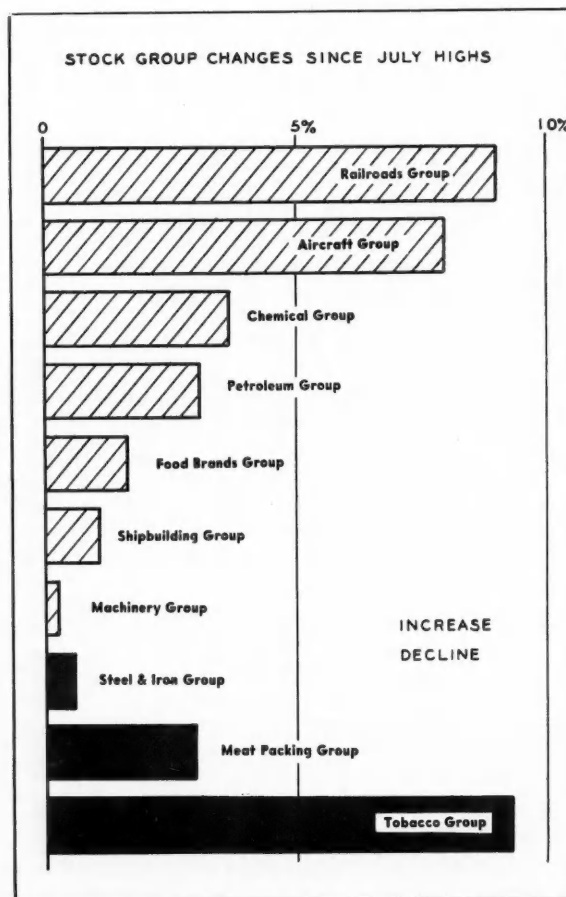 STOCK GROUP CHANGES SINCE JULY HIGHS
0 5% 10%
Railroads Group
Aircraft Group
Chemical Group
Petroleum Group
Food Brands Group
Shipbuilding Group
Machinery Group
INCREASE
DECLINE
Steel & Iron Group
Meat Packing Group
Tobacco Group